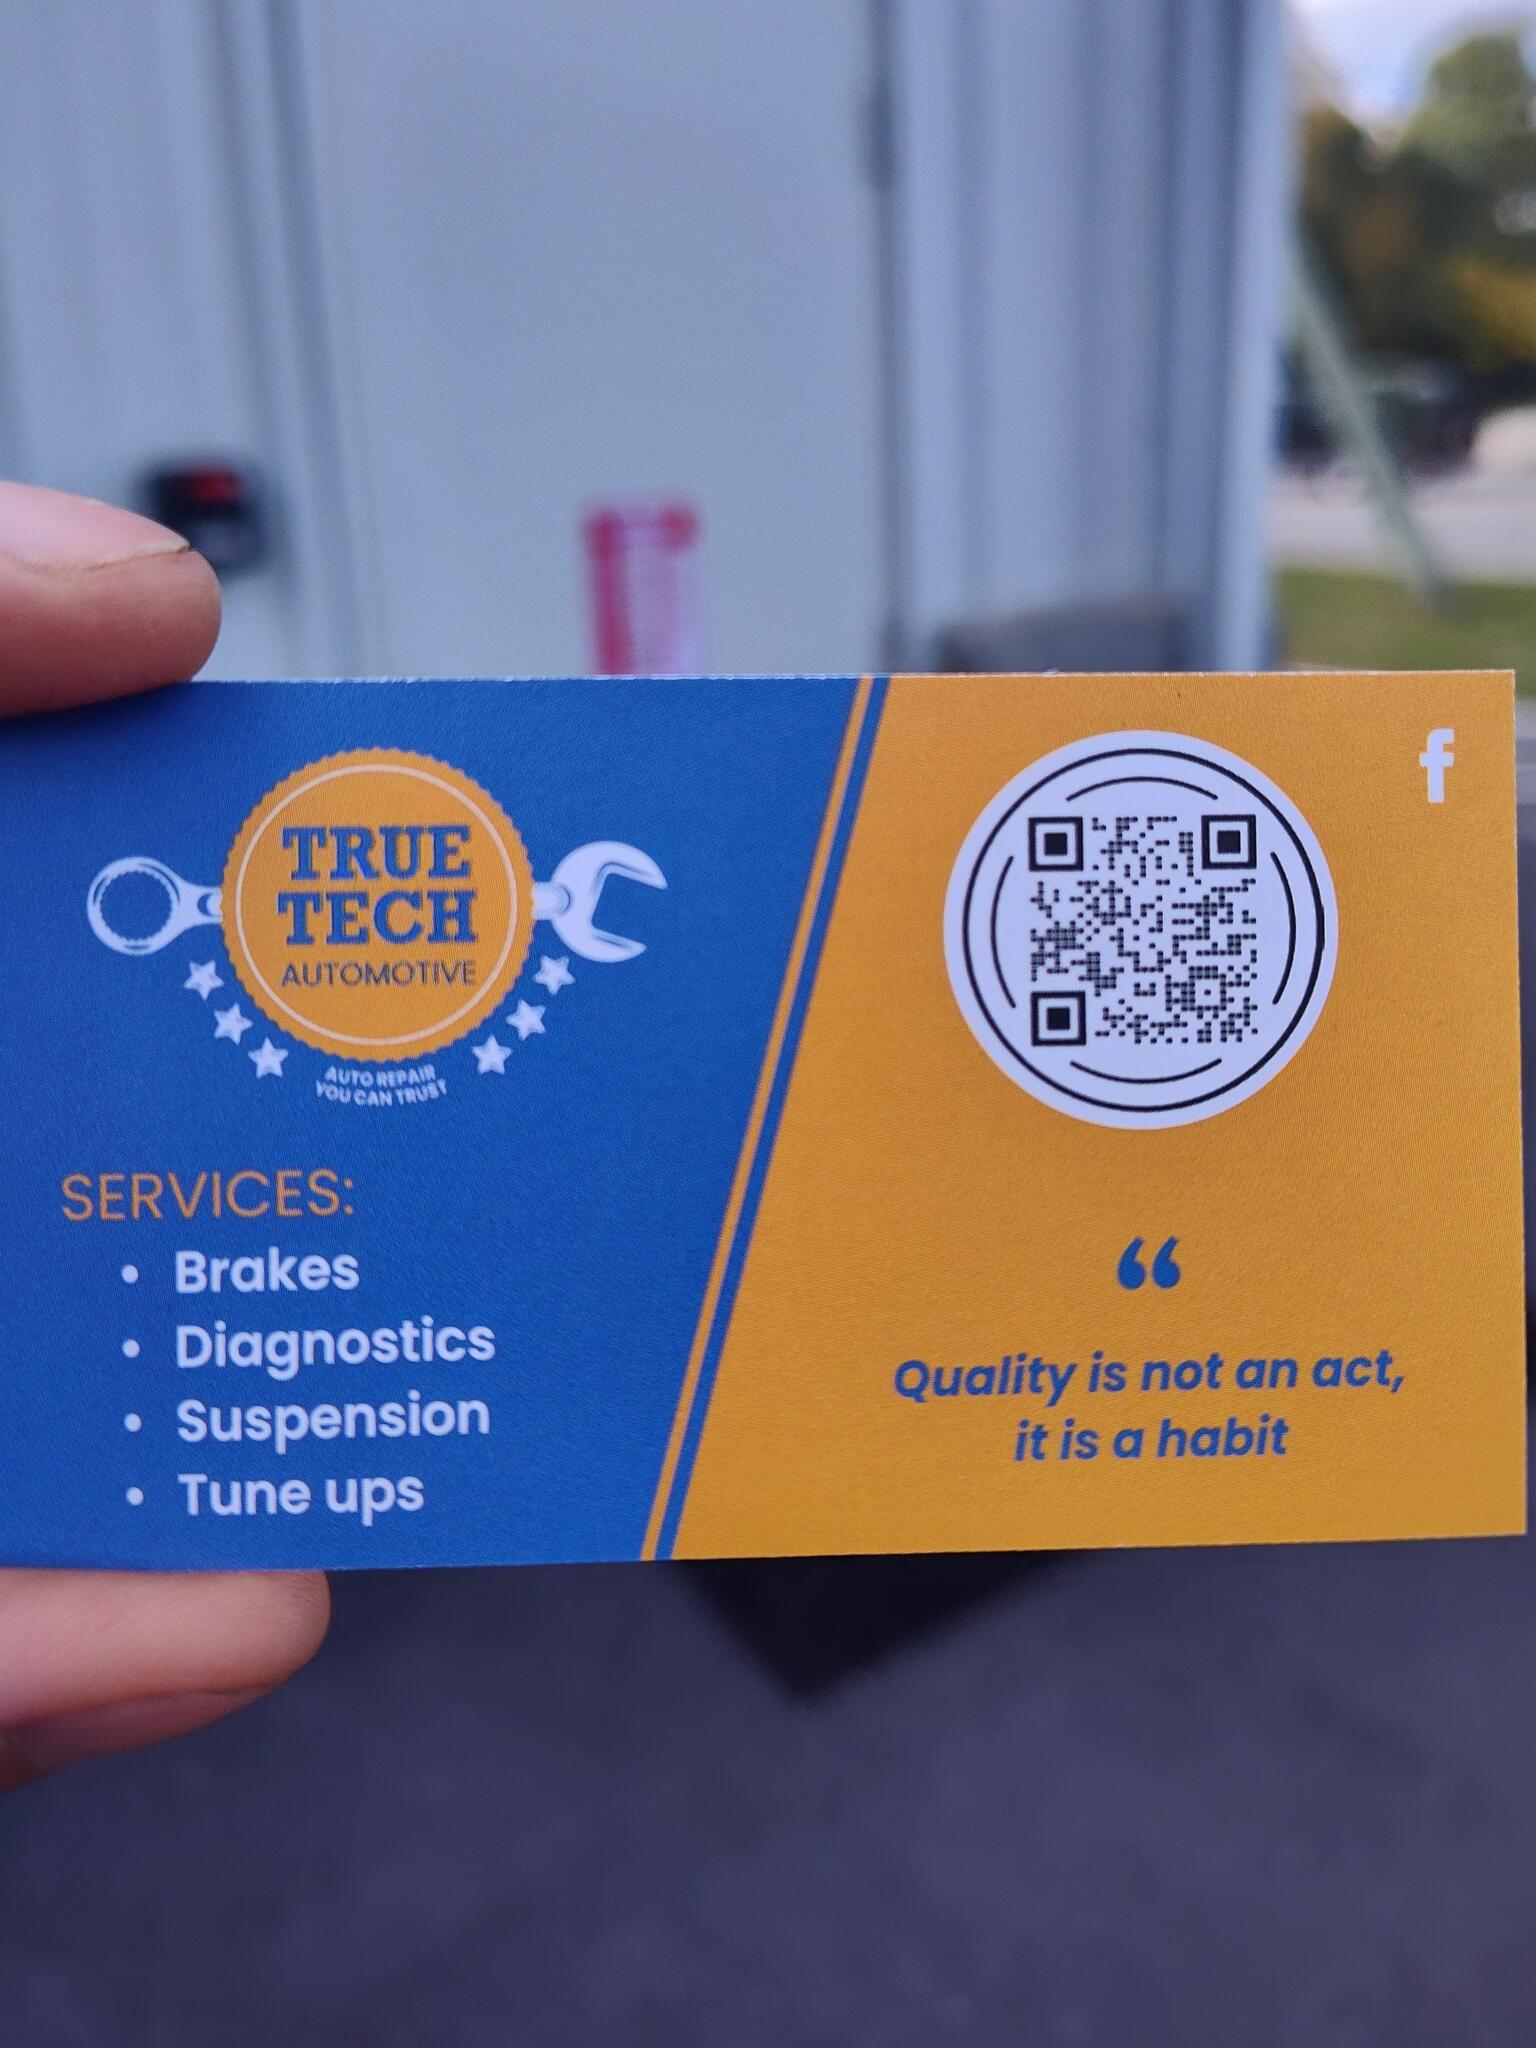 TRUE
TECH
AUTOMOTIVE
AUTO REPAIR
YOU CAN TRUST
SERVICES:
• Brakes
• Diagnostics
• Suspension
• Tune ups
f
“
Quality is not an act,
it is a habit